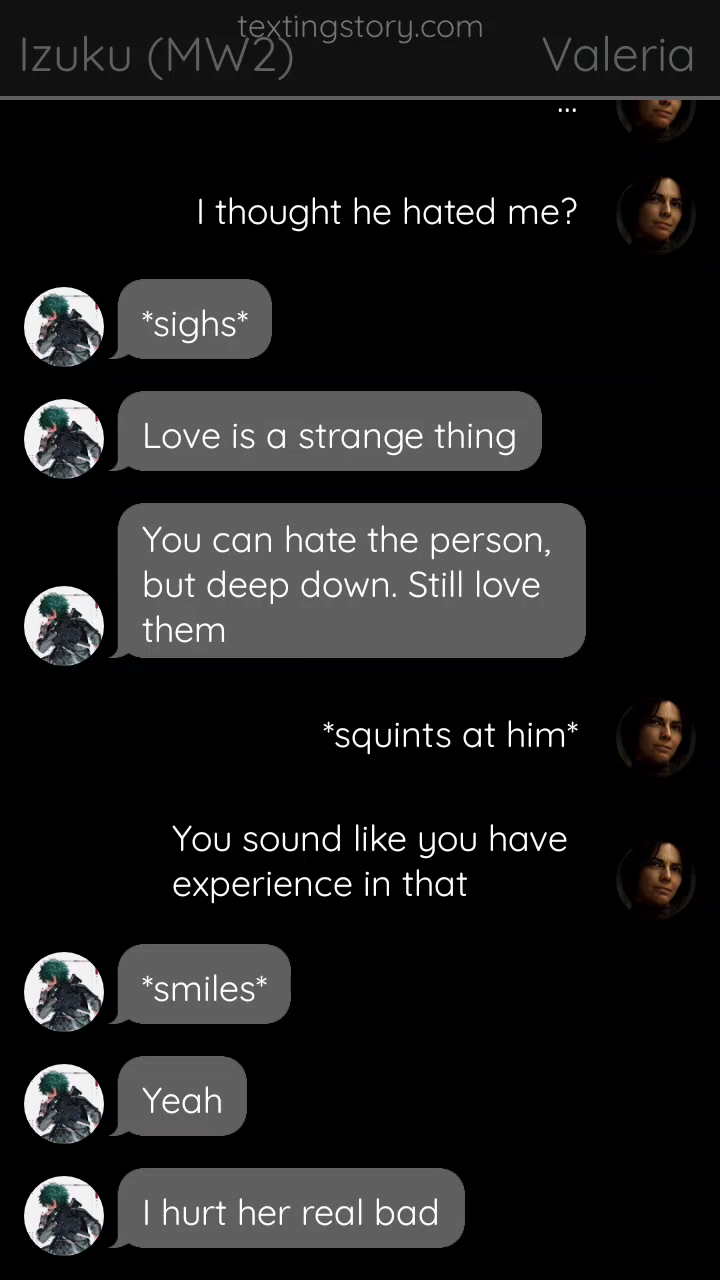 textingstory.com
Izuku (MW2)
Valeria
...
I thought he hated me?
*sighs*
Love is a strange thing
You can hate the person,
but deep down. Still love
them
*squints at him*
You sound like you have
experience in that
*smiles*
Yeah
I hurt her real bad